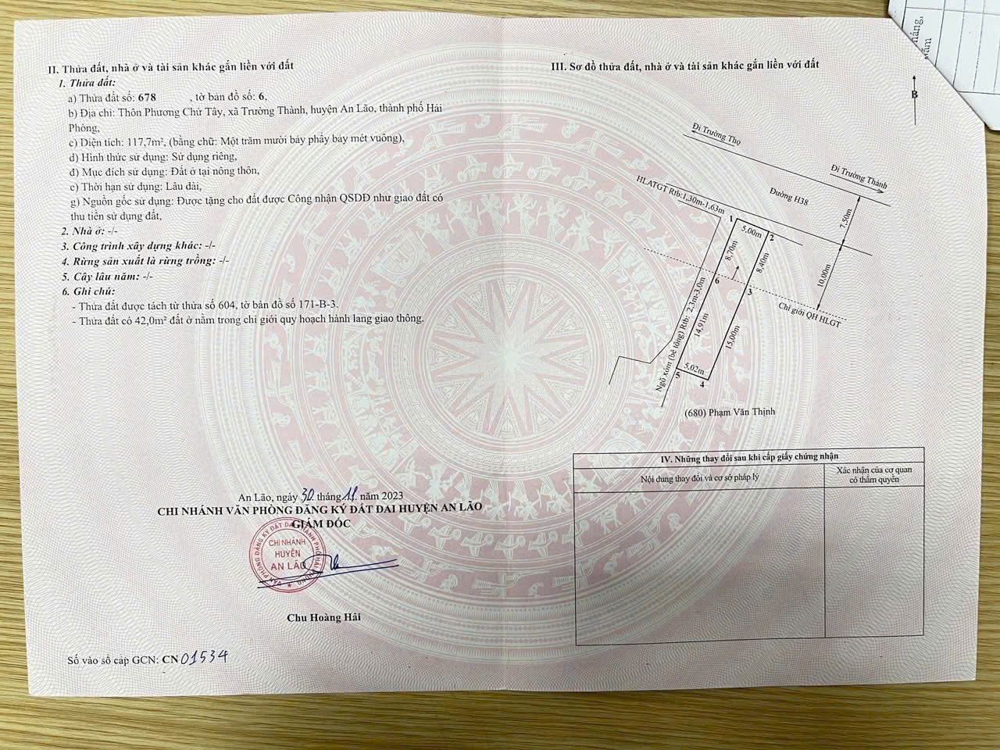 II. Thửa đất, nhà ở và tài sản khác gắn liền với đất
1. Thửa đất:
a) Thửa đất số: 678 , tờ bản đồ số: 6,
b) Địa chỉ: Thôn Phương Chử Tây, xã Trường Thành, huyện An Lão, thành phố Hải
Phòng,
c) Diện tích: 117,7m², (bằng chữ: Một trăm mười bảy phẩy bảy mét vuông),
d) Hình thức sử dụng: Sử dụng riêng,
đ) Mục đích sử dụng: Đất ở tại nông thôn,
e) Thời hạn sử dụng: Lâu dài,
g) Nguồn gốc sử dụng: Được tặng cho đất được Công nhận QSDĐ như giao đất có
thu tiền sử dụng đất,
2. Nhà ở: -/-
3. Công trình xây dựng khác: -/-
4. Rừng sản xuất là rừng trồng: -/-
5. Cây lâu năm: -/-
6. Ghi chú:
- Thửa đất được tách từ thửa số 604, tờ bản đồ số 171-B-3.
- Thửa đất có 42,0m² đất ở nằm trong chỉ giới quy hoạch hành lang giao thông.
An Lão, ngày 30 tháng 11 năm 2023
CHI NHÁNH VĂN PHÒNG ĐĂNG KÝ ĐẤT ĐAI HUYỆN AN LÃO
GIÁM ĐỐC
VĂN PHÒNG ĐĂNG KÝ ĐẤT ĐAI THÀNH PHỐ HẢI PHÒNG
CHI NHÁNH
HUYỆN
AN LÃO
Chu Hoàng Hải
Số vào sổ cấp GCN: CN 01534
III. Sơ đồ thửa đất, nhà ở và tài sản khác gắn liền với đất
B
Đi Trường Thọ
Đi Trường Thành
Đường H38
HLATGT Rtb:1,30m-1,63m
7,50m
1
5,00m
2
8,70m
8,40m
10,00m
6
3
Chỉ giới QH HLGT
Ngõ xóm (bê tông) Rtb: 2,3m-3,0m
14,91m
15,00m
5,02m
5
4
(680) Phạm Văn Thịnh
IV. Những thay đổi sau khi cấp giấy chứng nhận
Nội dung thay đổi và cơ sở pháp lý
Xác nhận của cơ quan
có thẩm quyền